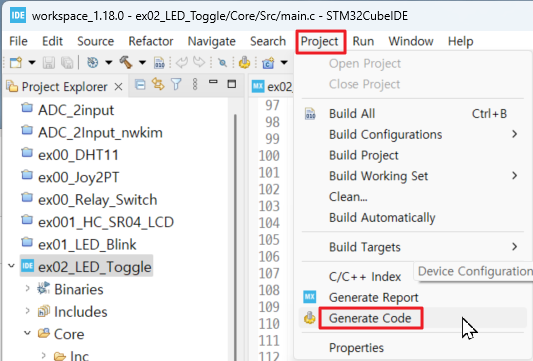 workspace_1.18.0 - ex02_LED_Toggle/Core/Src/main.c - STM32CubeIDE
File Edit Source Refactor Navigate Search Project Run Window Help
Project Explorer
ADC_2input
ADC_2Input_nwkim
ex00_DHT11
ex00_Joy2PT
ex00_Relay_Switch
ex001_HC_SR04_LCD
ex01_LED_Blink
ex02_LED_Toggle
Binaries
Includes
Core
Inc
MX ex02_
97
98
99
100
101
102
103
104
105
106
107
108
109
110
111
112
Open Project
Close Project
Build All Ctrl+B
Build Configurations
Build Project
Build Working Set
Clean...
Build Automatically
Build Targets
Device Configuration
C/C++ Index
Generate Report
Generate Code
Properties